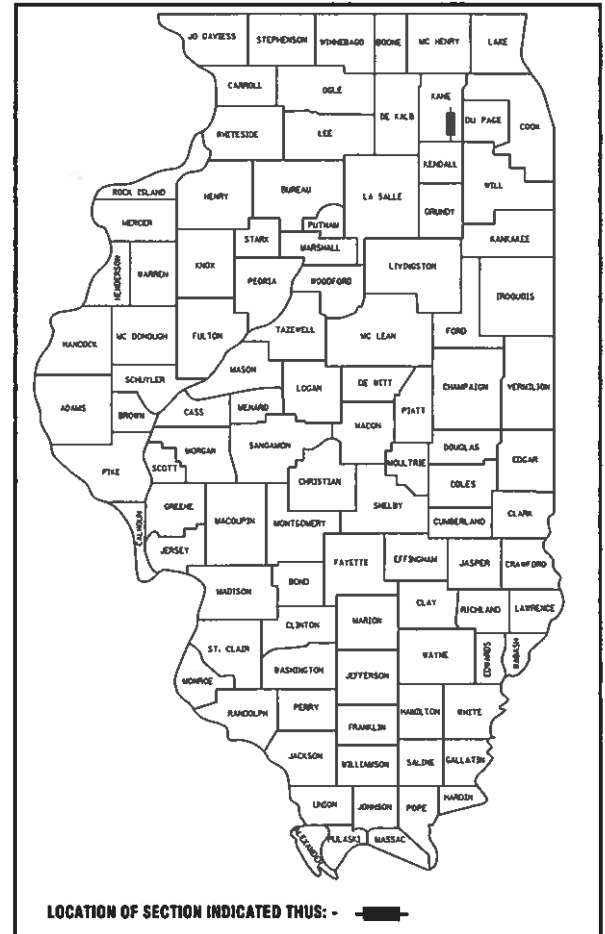 JO DAVIESS STEPHENSON WINNEBAGO BOONE MC HENRY LAKE
CARROLL OGLE DE KALB KANE DU PAGE COOK
WHITESIDE LEE
KENDALL
ROCK ISLAND HENRY BUREAU LA SALLE GRUNDY WILL
MERCER PUTNAM
STARK MARSHALL KANKAKEE
HENDERSON WARREN KNOX PEORIA WOODFORD LIVINGSTON IROQUOIS
HANCOCK MC DONOUGH FULTON TAZEWELL MC LEAN FORD
MASON
SCHUYLER LOGAN DE WITT CHAMPAIGN VERMILION
ADAMS BROWN CASS MENARD MACON PIATT
PIKE SCOTT MORGAN SANGAMON MOULTRIE DOUGLAS EDGAR
CHRISTIAN COLES
CALHOUN GREENE MACOUPIN MONTGOMERY SHELBY CUMBERLAND CLARK
JERSEY
FAYETTE EFFINGHAM JASPER CRAWFORD
MADISON BOND
CLAY RICHLAND LAWRENCE
CLINTON MARION
ST. CLAIR WAYNE EDWARDS WABASH
WASHINGTON JEFFERSON
MONROE
RANDOLPH PERRY HAMILTON WHITE
FRANKLIN
JACKSON WILLIAMSON SALINE GALLATIN
UNION JOHNSON POPE HARDIN
ALEXANDER PULASKI MASSAC
LOCATION OF SECTION INDICATED THUS: -